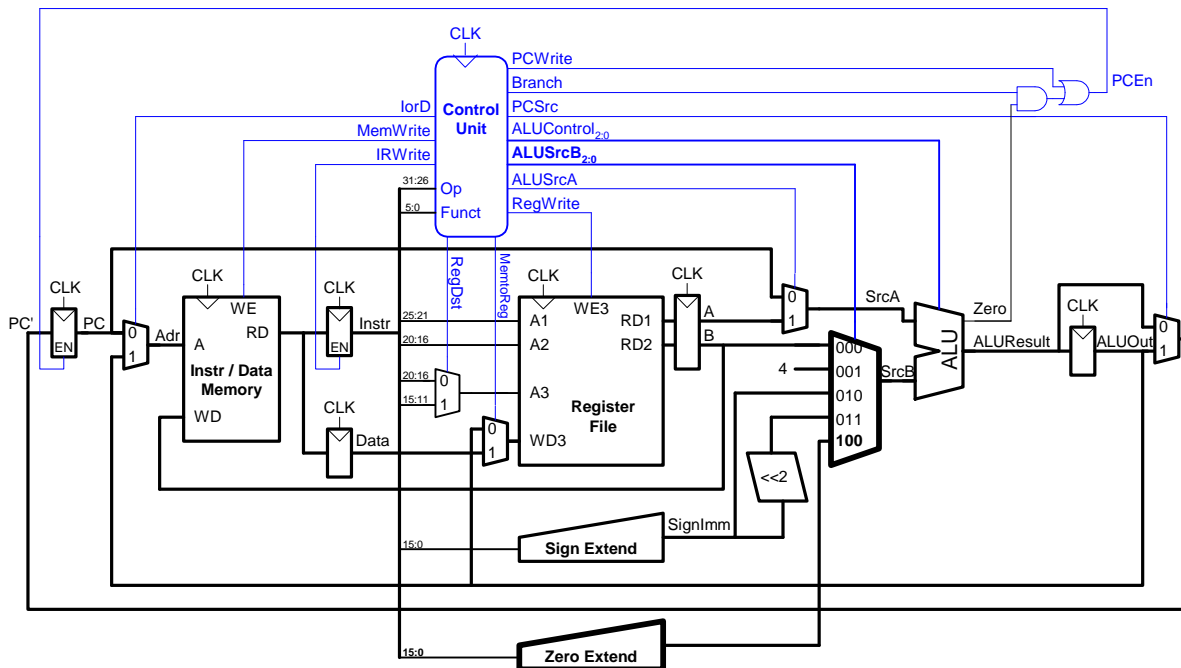 CLK
PCWrite
Branch
PCEn
IorD
Control
Unit
PCSrc
MemWrite
ALUControl2:0
IRWrite
ALUSrcB2:0
31:26
Op
ALUSrcA
5:0
Funct
RegWrite
RegDst
MemtoReg
CLK
CLK
CLK
CLK
CLK
CLK
PC'
PC
EN
0
1
Adr
A
WE
RD
Instr / Data
Memory
WD
EN
Instr
CLK
Data
25:21
20:16
20:16
15:11
0
1
0
1
A1
A2
A3
WD3
WE3
RD1
RD2
Register
File
A
B
0
1
SrcA
4
000
001
010
011
100
SrcB
ALU
Zero
ALUResult
ALUOut
0
1
<<2
SignImm
15:0
Sign Extend
15:0
Zero Extend